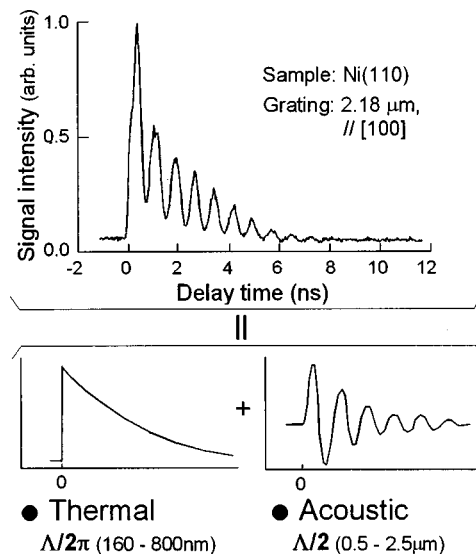 Signal intensity (arb. units)
1.0
0.5
0.0
Sample: Ni(110)
Grating: 2.18 μm,
// [100]
-2 0 2 4 6 8 10 12
Delay time (ns)
=
+
0 0
● Thermal ● Acoustic
Λ/2π (160 - 800nm) Λ/2 (0.5 - 2.5μm)